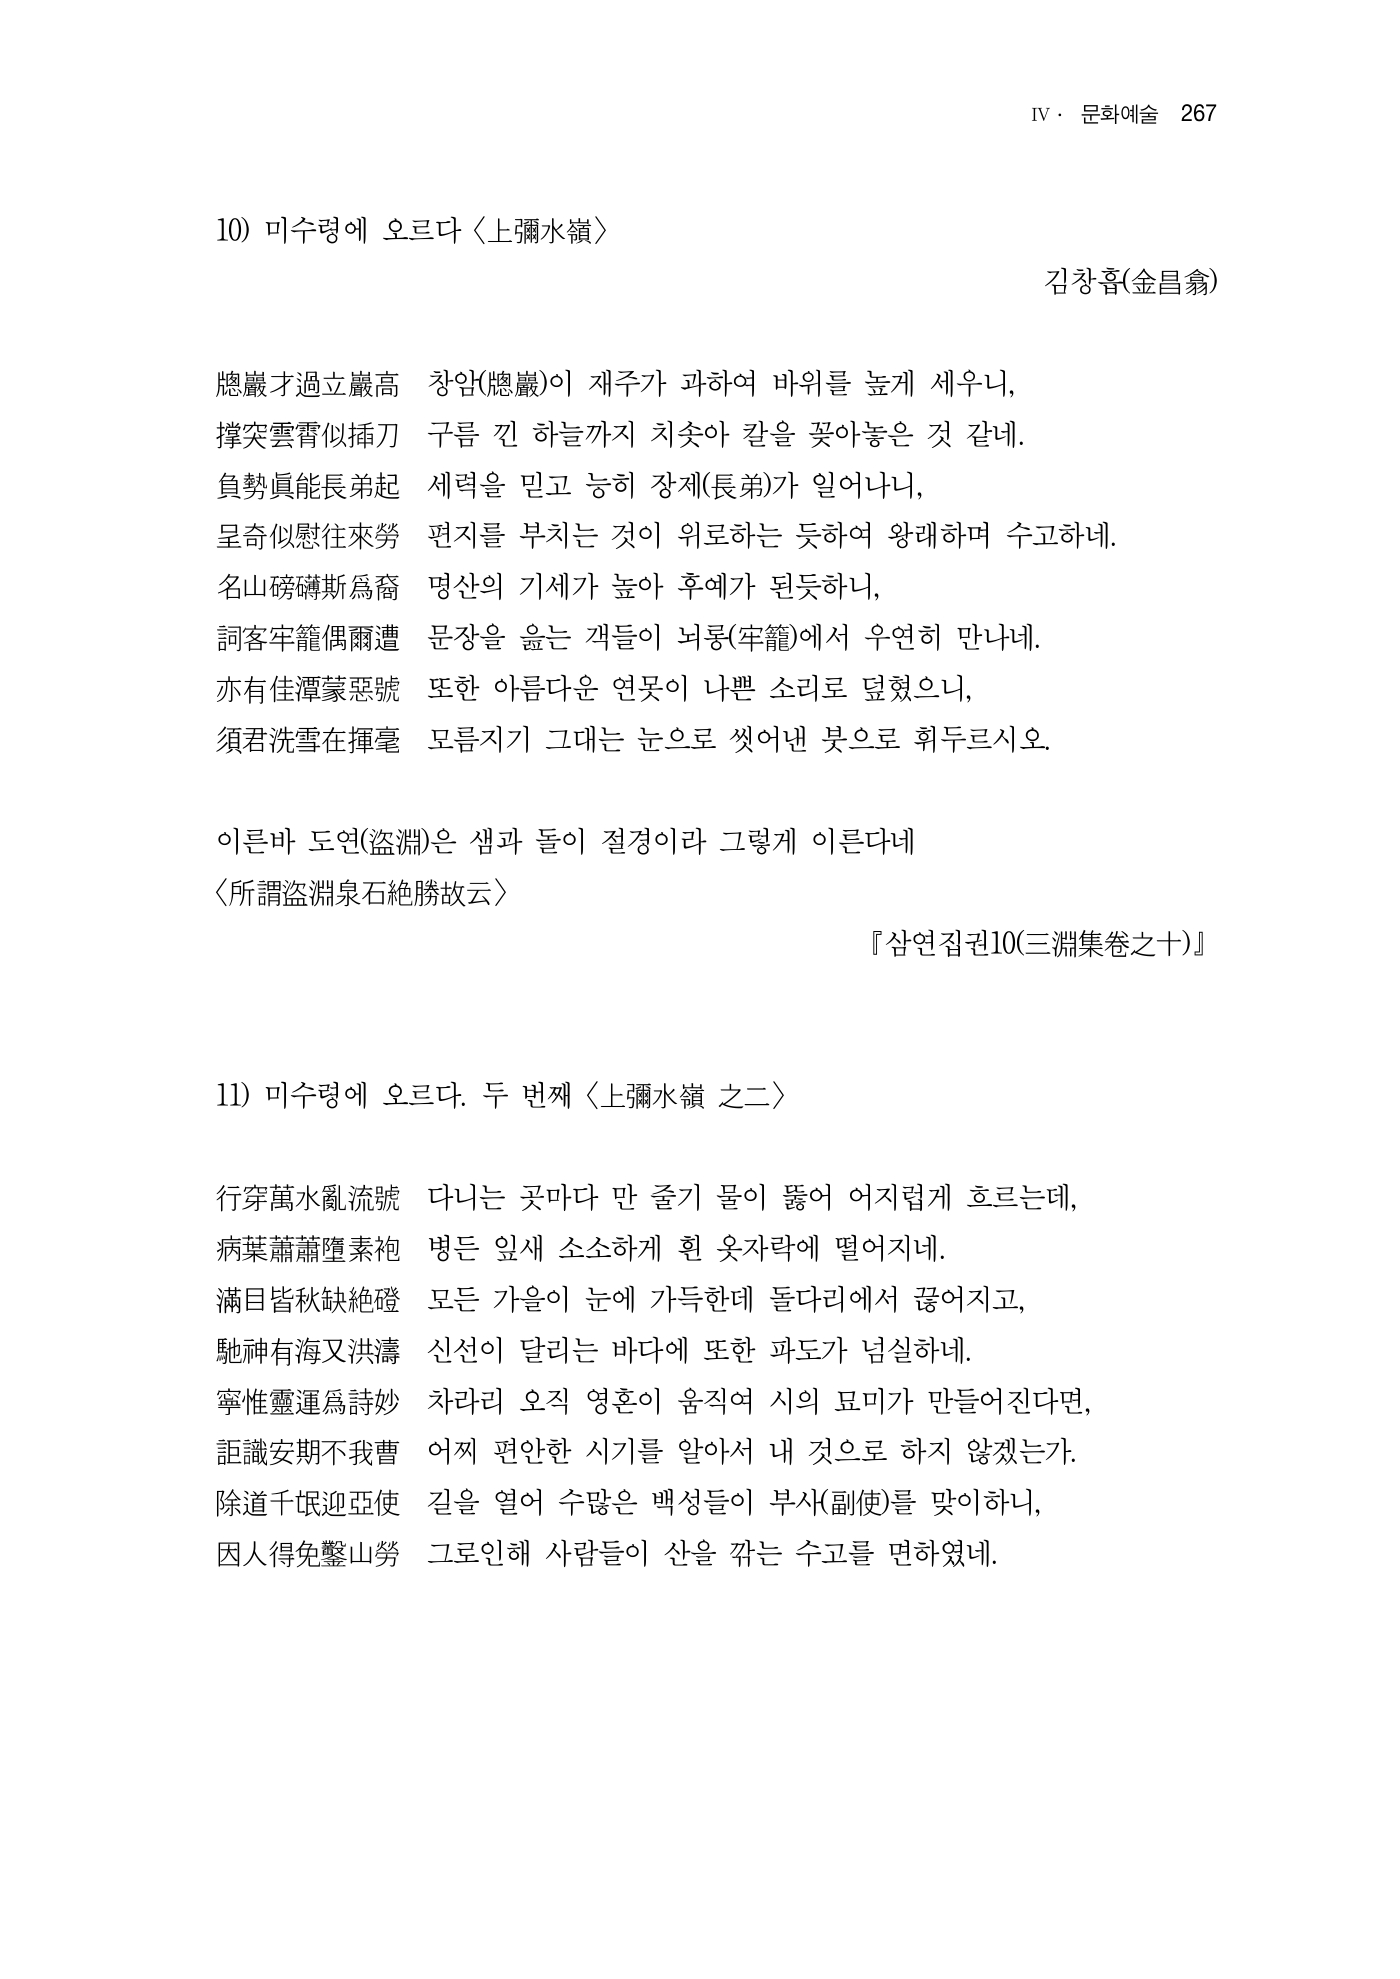 IV · 문화예술 267
10) 미수령에 오르다〈上彌水嶺〉
김창흡(金昌翕)
牕巖才過立巖高 창암(牕巖)이 재주가 과하여 바위를 높게 세우니,
撑突雲霄似揷刀 구름 낀 하늘까지 치솟아 칼을 꽂아놓은 것 같네.
負勢眞能長弟起 세력을 믿고 능히 장제(長弟)가 일어나니,
呈奇似慰往來勞 편지를 부치는 것이 위로하는 듯하여 왕래하며 수고하네.
名山磅礴斯爲裔 명산의 기세가 높아 후예가 된듯하니,
詞客牢籠偶爾遭 문장을 읊는 객들이 뇌롱(牢籠)에서 우연히 만나네.
亦有佳潭蒙惡號 또한 아름다운 연못이 나쁜 소리로 덮혔으니,
須君洗雪在揮毫 모름지기 그대는 눈으로 씻어낸 붓으로 휘두르시오.
이른바 도연(盜淵)은 샘과 돌이 절경이라 그렇게 이른다네
〈所謂盜淵泉石絶勝故云〉
『삼연집권10(三淵集卷之十)』
11) 미수령에 오르다. 두 번째〈上彌水嶺 之二〉
行穿萬水亂流號 다니는 곳마다 만 줄기 물이 뚫어 어지럽게 흐르는데,
病葉蕭蕭墮素袍 병든 잎새 소소하게 흰 옷자락에 떨어지네.
滿目皆秋缺絶磴 모든 가을이 눈에 가득한데 돌다리에서 끊어지고,
馳神有海又洪濤 신선이 달리는 바다에 또한 파도가 넘실하네.
寧惟靈運爲詩妙 차라리 오직 영혼이 움직여 시의 묘미가 만들어진다면,
詎識安期不我曹 어찌 편안한 시기를 알아서 내 것으로 하지 않겠는가.
除道千氓迎亞使 길을 열어 수많은 백성들이 부사(副使)를 맞이하니,
因人得免鑿山勞 그로인해 사람들이 산을 깎는 수고를 면하였네.